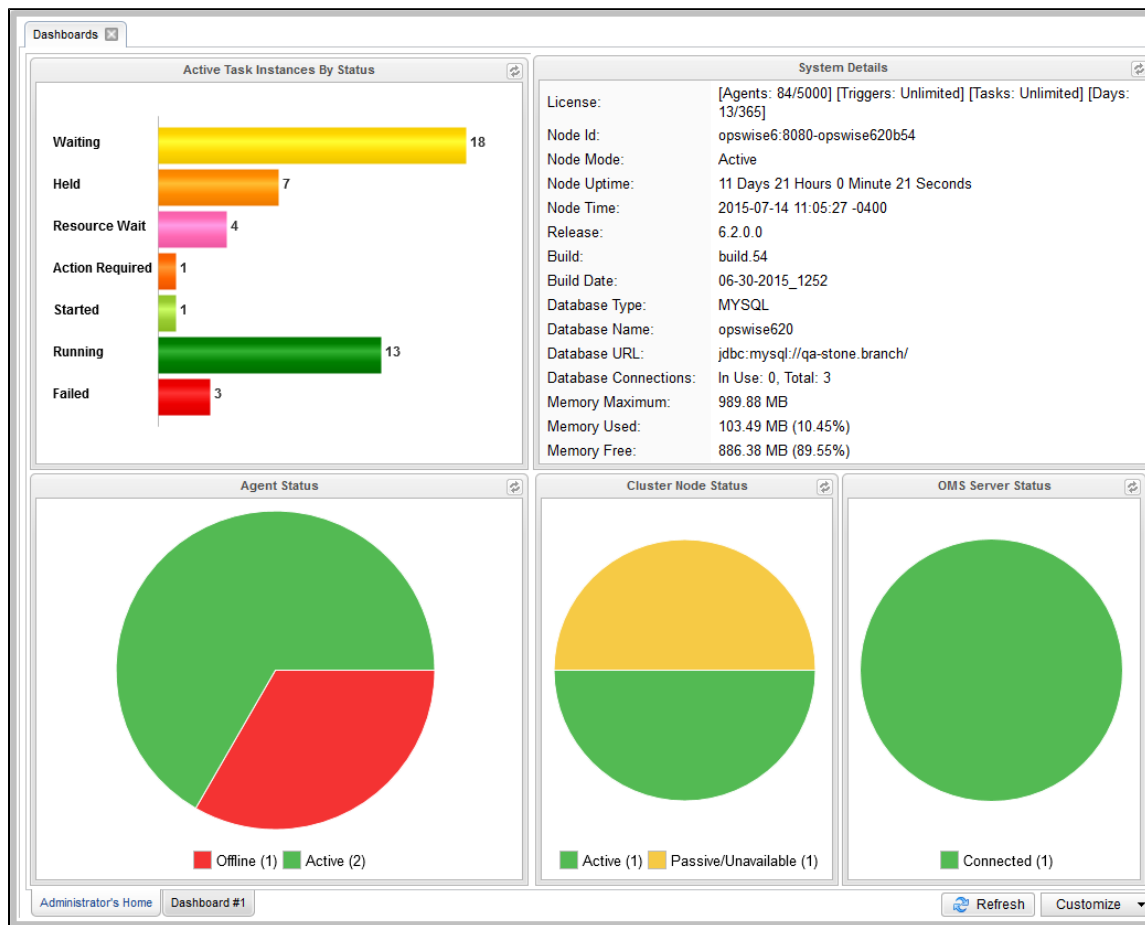 Dashboards
Active Task Instances By Status
Waiting 18
Held 7
Resource Wait 4
Action Required 1
Started 1
Running 13
Failed 3
System Details
License: [Agents: 84/5000] [Triggers: Unlimited] [Tasks: Unlimited] [Days:
13/365]
Node Id: opswise6:8080-opswise620b54
Node Mode: Active
Node Uptime: 11 Days 21 Hours 0 Minute 21 Seconds
Node Time: 2015-07-14 11:05:27 -0400
Release: 6.2.0.0
Build: build.54
Build Date: 06-30-2015_1252
Database Type: MYSQL
Database Name: opswise620
Database URL: jdbc:mysql://qa-stone.branch/
Database Connections: In Use: 0, Total: 3
Memory Maximum: 989.88 MB
Memory Used: 103.49 MB (10.45%)
Memory Free: 886.38 MB (89.55%)
Agent Status
Offline (1) Active (2)
Cluster Node Status
Active (1) Passive/Unavailable (1)
OMS Server Status
Connected (1)
Administrator's Home Dashboard #1
Refresh Customize